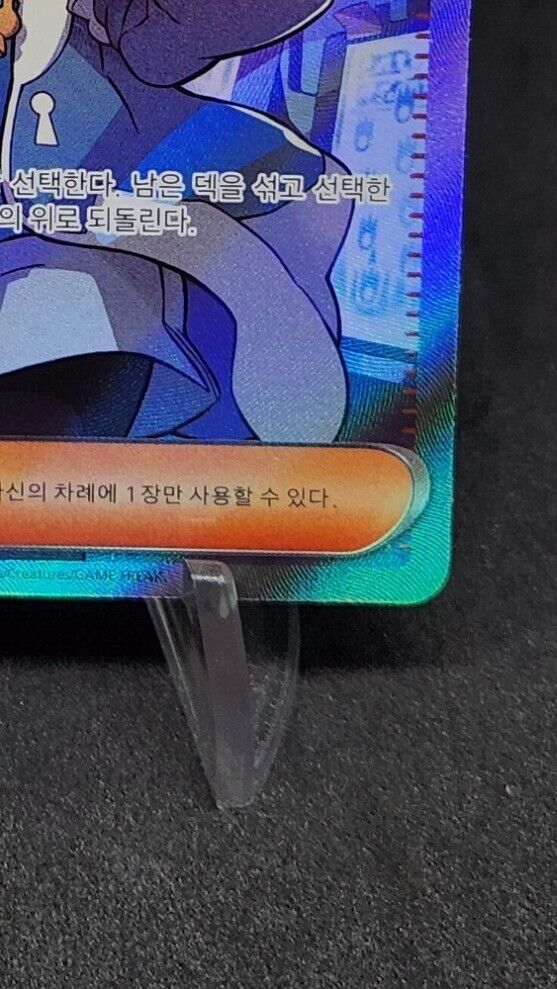 선택한다. 남은 덱을 섞고 선택한
의 위로 되돌린다.
신의 차례에 1장만 사용할 수 있다.
/Creatures/GAME FREAK